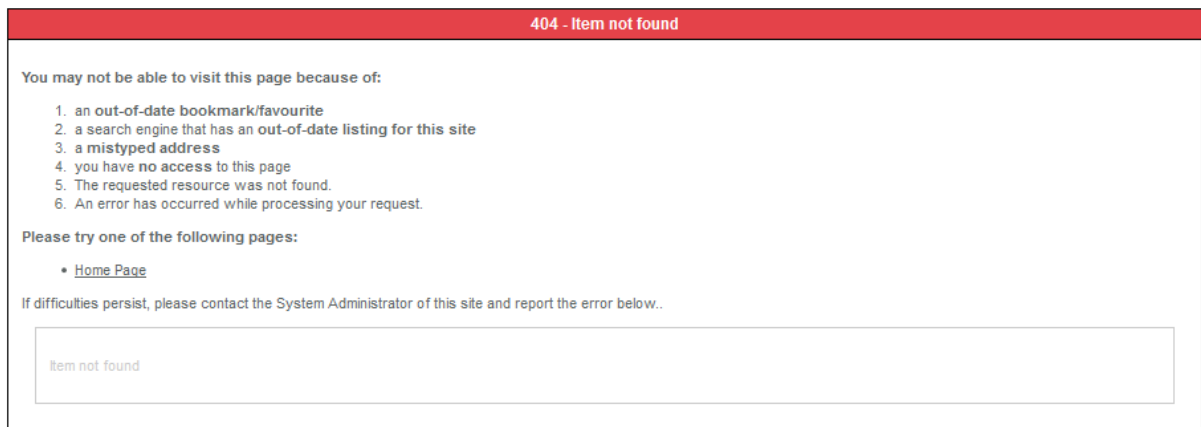 404 - Item not found
You may not be able to visit this page because of:
1. an out-of-date bookmark/favourite
2. a search engine that has an out-of-date listing for this site
3. a mistyped address
4. you have no access to this page
5. The requested resource was not found.
6. An error has occurred while processing your request.
Please try one of the following pages:
• Home Page
If difficulties persist, please contact the System Administrator of this site and report the error below..
Item not found